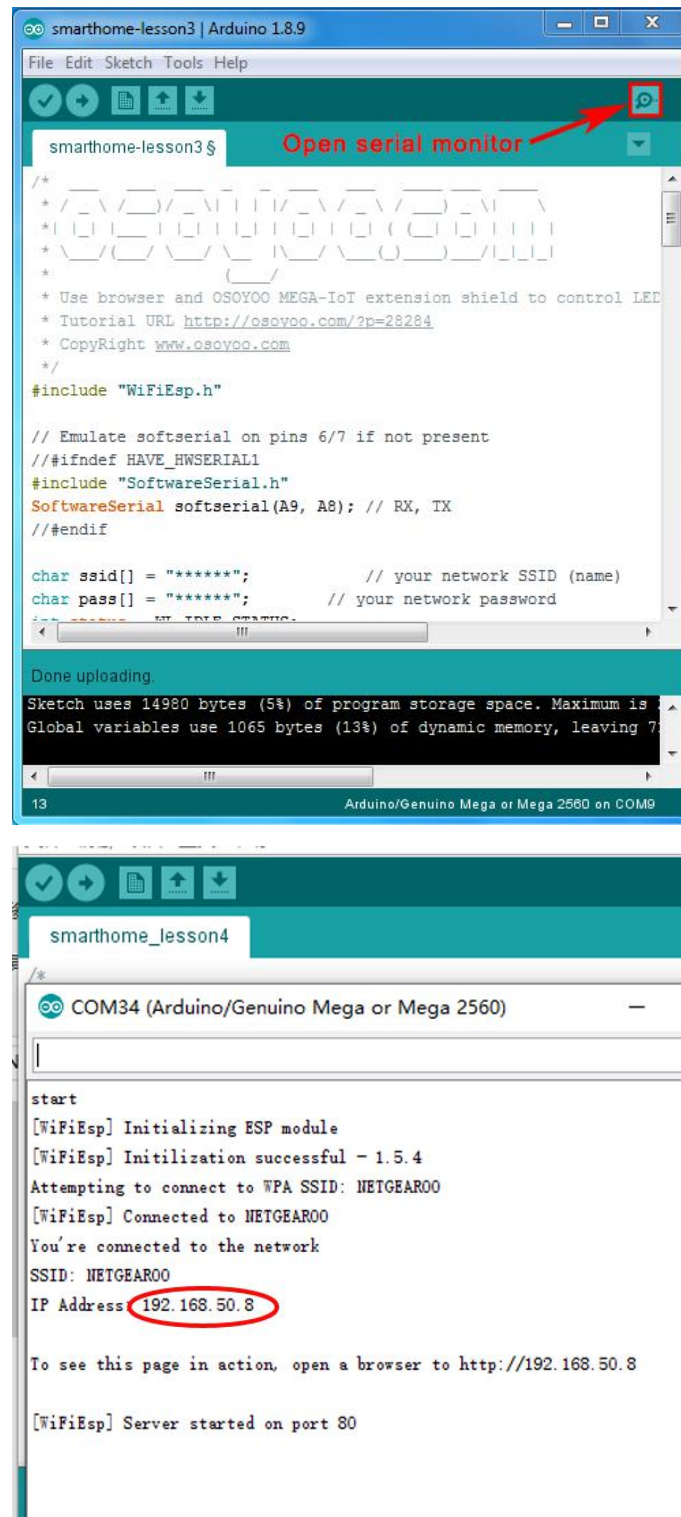 smarthome-lesson3 | Arduino 1.8.9
File Edit Sketch Tools Help
Open serial monitor
smarthome-lesson3 §
/*
* Use browser and OSOYOO MEGA-IoT extension shield to control LED
* Tutorial URL http://osoyoo.com/?p=28284
* CopyRight www.osoyoo.com
*/
#include "WiFiEsp.h"
// Emulate softserial on pins 6/7 if not present
//#ifndef HAVE_HWSERIAL1
#include "SoftwareSerial.h"
SoftwareSerial softserial(A9, A8); // RX, TX
//#endif
char ssid[] = "******"; // your network SSID (name)
char pass[] = "******"; // your network password
int status = WL_IDLE_STATUS;
Done uploading.
Sketch uses 14980 bytes (5%) of program storage space. Maximum is
Global variables use 1065 bytes (13%) of dynamic memory, leaving 7
13 Arduino/Genuino Mega or Mega 2560 on COM9
smarthome_lesson4
/*
COM34 (Arduino/Genuino Mega or Mega 2560)
start
[WiFiEsp] Initializing ESP module
[WiFiEsp] Initilization successful - 1.5.4
Attempting to connect to WPA SSID: NETGEAR00
[WiFiEsp] Connected to NETGEAR00
You're connected to the network
SSID: NETGEAR00
IP Address: 192.168.50.8
To see this page in action, open a browser to http://192.168.50.8
[WiFiEsp] Server started on port 80